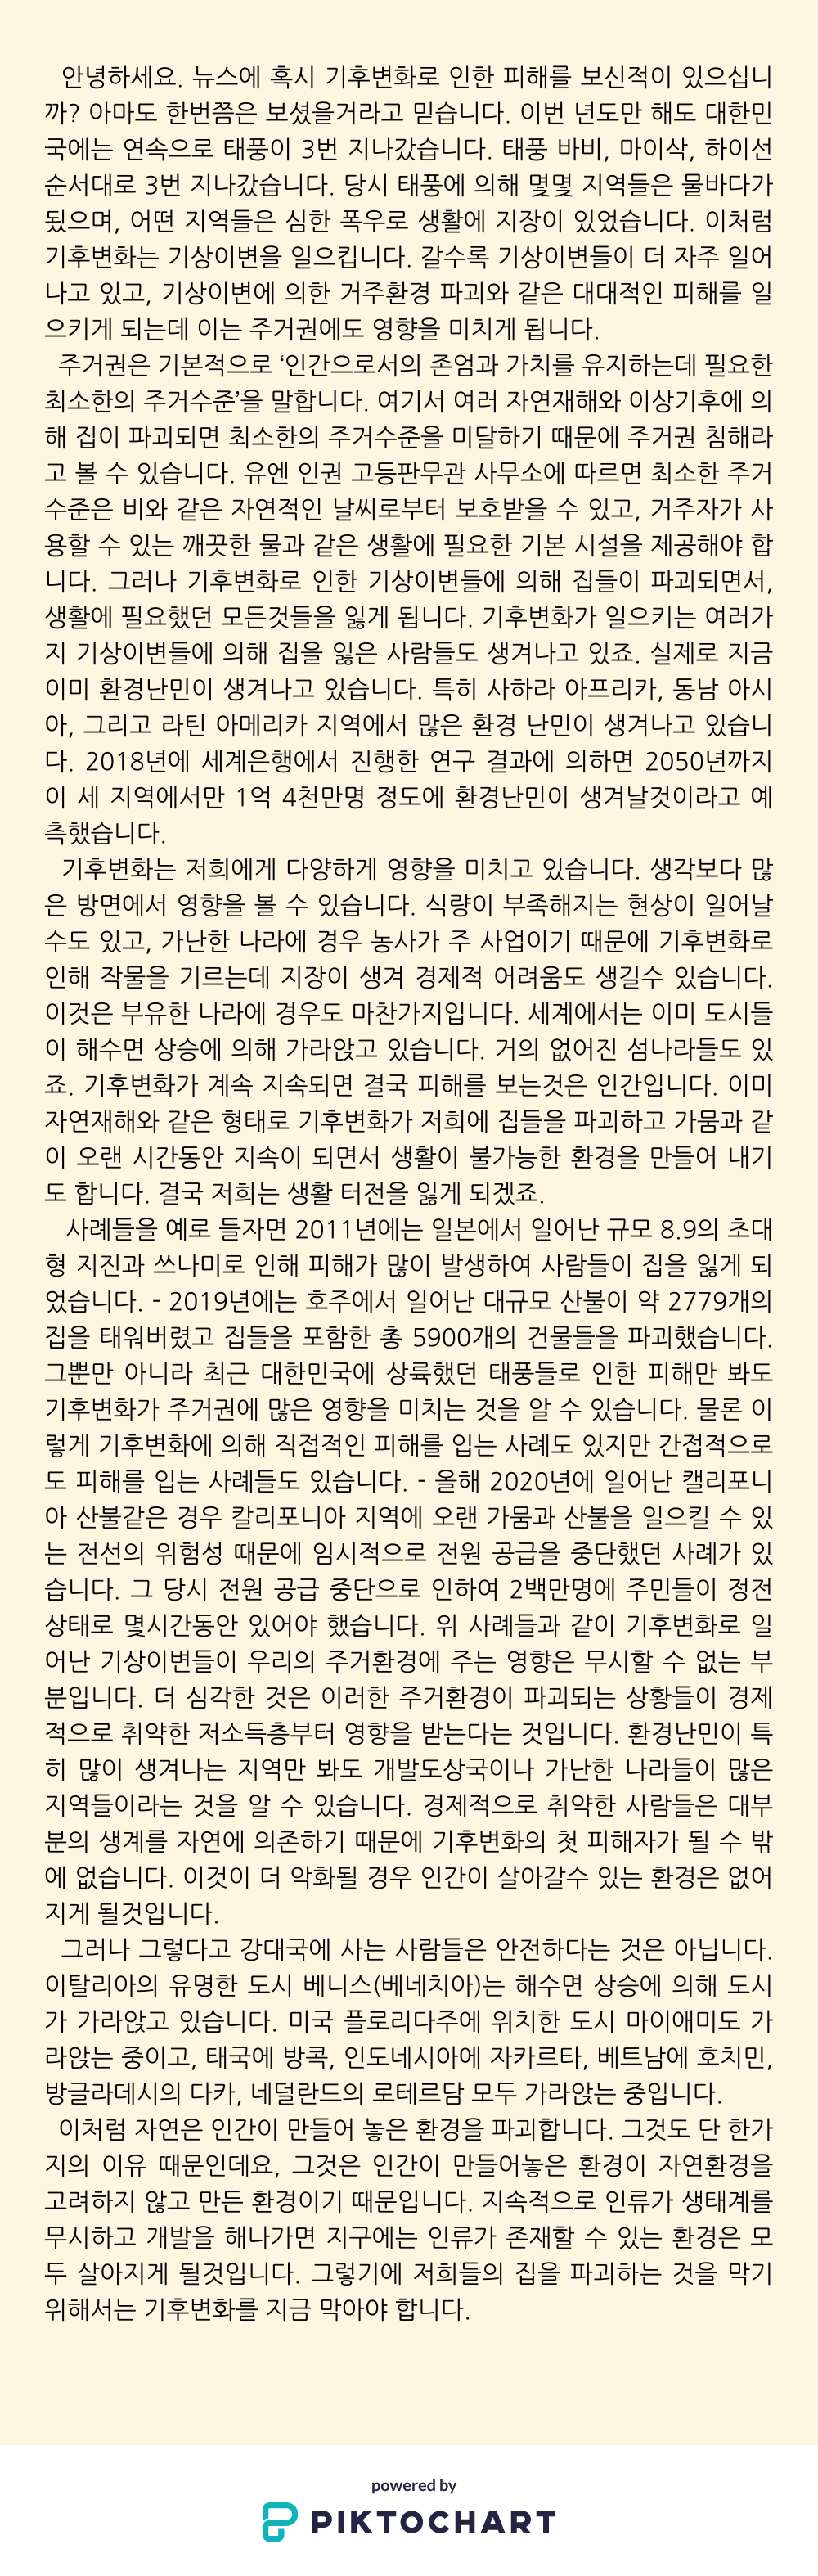 안녕하세요. 뉴스에 혹시 기후변화로 인한 피해를 보신적이 있으십니
까? 아마도 한번쯤은 보셨을거라고 믿습니다. 이번 년도만 해도 대한민
국에는 연속으로 태풍이 3번 지나갔습니다. 태풍 바비, 마이삭, 하이선
순서대로 3번 지나갔습니다. 당시 태풍에 의해 몇몇 지역들은 물바다가
됬으며, 어떤 지역들은 심한 폭우로 생활에 지장이 있었습니다. 이처럼
기후변화는 기상이변을 일으킵니다. 갈수록 기상이변들이 더 자주 일어
나고 있고, 기상이변에 의한 거주환경 파괴와 같은 대대적인 피해를 일
으키게 되는데 이는 주거권에도 영향을 미치게 됩니다.
주거권은 기본적으로 ‘인간으로서의 존엄과 가치를 유지하는데 필요한
최소한의 주거수준’을 말합니다. 여기서 여러 자연재해와 이상기후에 의
해 집이 파괴되면 최소한의 주거수준을 미달하기 때문에 주거권 침해라
고 볼 수 있습니다. 유엔 인권 고등판무관 사무소에 따르면 최소한 주거
수준은 비와 같은 자연적인 날씨로부터 보호받을 수 있고, 거주자가 사
용할 수 있는 깨끗한 물과 같은 생활에 필요한 기본 시설을 제공해야 합
니다. 그러나 기후변화로 인한 기상이변들에 의해 집들이 파괴되면서,
생활에 필요했던 모든것들을 잃게 됩니다. 기후변화가 일으키는 여러가
지 기상이변들에 의해 집을 잃은 사람들도 생겨나고 있죠. 실제로 지금
이미 환경난민이 생겨나고 있습니다. 특히 사하라 아프리카, 동남 아시
아, 그리고 라틴 아메리카 지역에서 많은 환경 난민이 생겨나고 있습니
다. 2018년에 세계은행에서 진행한 연구 결과에 의하면 2050년까지
이 세 지역에서만 1억 4천만명 정도에 환경난민이 생겨날것이라고 예
측했습니다.
기후변화는 저희에게 다양하게 영향을 미치고 있습니다. 생각보다 많
은 방면에서 영향을 볼 수 있습니다. 식량이 부족해지는 현상이 일어날
수도 있고, 가난한 나라에 경우 농사가 주 사업이기 때문에 기후변화로
인해 작물을 기르는데 지장이 생겨 경제적 어려움도 생길수 있습니다.
이것은 부유한 나라에 경우도 마찬가지입니다. 세계에서는 이미 도시들
이 해수면 상승에 의해 가라앉고 있습니다. 거의 없어진 섬나라들도 있
죠. 기후변화가 계속 지속되면 결국 피해를 보는것은 인간입니다. 이미
자연재해와 같은 형태로 기후변화가 저희에 집들을 파괴하고 가뭄과 같
이 오랜 시간동안 지속이 되면서 생활이 불가능한 환경을 만들어 내기
도 합니다. 결국 저희는 생활 터전을 잃게 되겠죠.
사례들을 예로 들자면 2011년에는 일본에서 일어난 규모 8.9의 초대
형 지진과 쓰나미로 인해 피해가 많이 발생하여 사람들이 집을 잃게 되
었습니다. - 2019년에는 호주에서 일어난 대규모 산불이 약 2779개의
집을 태워버렸고 집들을 포함한 총 5900개의 건물들을 파괴했습니다.
그뿐만 아니라 최근 대한민국에 상륙했던 태풍들로 인한 피해만 봐도
기후변화가 주거권에 많은 영향을 미치는 것을 알 수 있습니다. 물론 이
렇게 기후변화에 의해 직접적인 피해를 입는 사례도 있지만 간접적으로
도 피해를 입는 사례들도 있습니다. - 올해 2020년에 일어난 캘리포니
아 산불같은 경우 칼리포니아 지역에 오랜 가뭄과 산불을 일으킬 수 있
는 전선의 위험성 때문에 임시적으로 전원 공급을 중단했던 사례가 있
습니다. 그 당시 전원 공급 중단으로 인하여 2백만명에 주민들이 정전
상태로 몇시간동안 있어야 했습니다. 위 사례들과 같이 기후변화로 일
어난 기상이변들이 우리의 주거환경에 주는 영향은 무시할 수 없는 부
분입니다. 더 심각한 것은 이러한 주거환경이 파괴되는 상황들이 경제
적으로 취약한 저소득층부터 영향을 받는다는 것입니다. 환경난민이 특
히 많이 생겨나는 지역만 봐도 개발도상국이나 가난한 나라들이 많은
지역들이라는 것을 알 수 있습니다. 경제적으로 취약한 사람들은 대부
분의 생계를 자연에 의존하기 때문에 기후변화의 첫 피해자가 될 수 밖
에 없습니다. 이것이 더 악화될 경우 인간이 살아갈수 있는 환경은 없어
지게 될것입니다.
그러나 그렇다고 강대국에 사는 사람들은 안전하다는 것은 아닙니다.
이탈리아의 유명한 도시 베니스(베네치아)는 해수면 상승에 의해 도시
가 가라앉고 있습니다. 미국 플로리다주에 위치한 도시 마이애미도 가
라앉는 중이고, 태국에 방콕, 인도네시아에 자카르타, 베트남에 호치민,
방글라데시의 다카, 네덜란드의 로테르담 모두 가라앉는 중입니다.
이처럼 자연은 인간이 만들어 놓은 환경을 파괴합니다. 그것도 단 한가
지의 이유 때문인데요, 그것은 인간이 만들어놓은 환경이 자연환경을
고려하지 않고 만든 환경이기 때문입니다. 지속적으로 인류가 생태계를
무시하고 개발을 해나가면 지구에는 인류가 존재할 수 있는 환경은 모
두 살아지게 될것입니다. 그렇기에 저희들의 집을 파괴하는 것을 막기
위해서는 기후변화를 지금 막아야 합니다.
powered by
PIKTOCHART